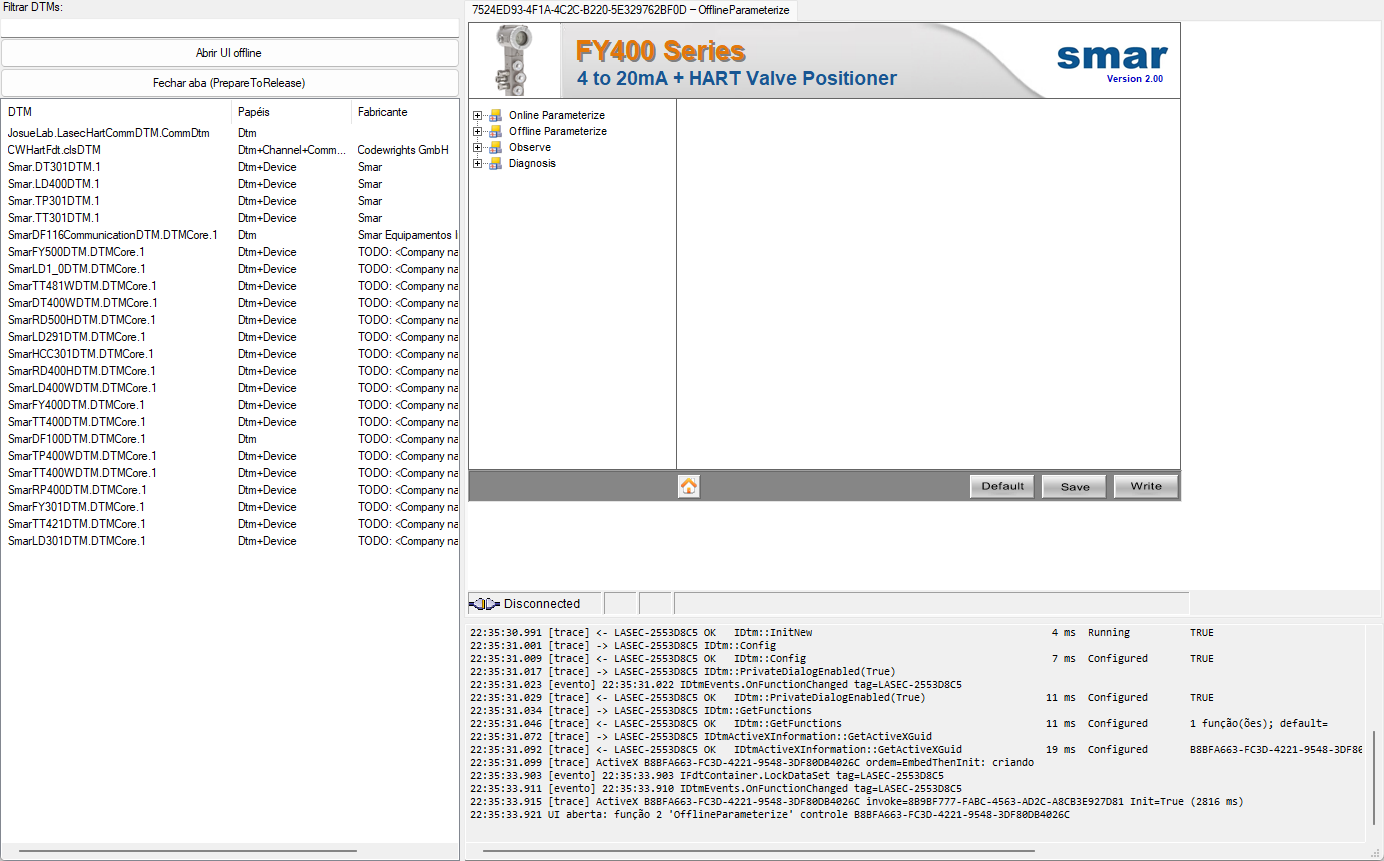 Filtrar DTMs:
Abrir UI offline
Fechar aba (PrepareToRelease)
DTM Papéis Fabricante
JosueLab.LasecHartCommDTM.CommDtm Dtm
CWHartFdt.clsDTM Dtm+Channel+Comm... Codewrights GmbH
Smar.DT301DTM.1 Dtm+Device Smar
Smar.LD400DTM.1 Dtm+Device Smar
Smar.TP301DTM.1 Dtm+Device Smar
Smar.TT301DTM.1 Dtm+Device Smar
SmarDF116CommunicationDTM.DTMCore.1 Dtm Smar Equipamentos I
SmarFY500DTM.DTMCore.1 Dtm+Device TODO: <Company na
SmarLD1_0DTM.DTMCore.1 Dtm+Device TODO: <Company na
SmarTT481WDTM.DTMCore.1 Dtm+Device TODO: <Company na
SmarDT400WDTM.DTMCore.1 Dtm+Device TODO: <Company na
SmarRD500HDTM.DTMCore.1 Dtm+Device TODO: <Company na
SmarLD291DTM.DTMCore.1 Dtm+Device TODO: <Company na
SmarHCC301DTM.DTMCore.1 Dtm+Device TODO: <Company na
SmarRD400HDTM.DTMCore.1 Dtm+Device TODO: <Company na
SmarLD400WDTM.DTMCore.1 Dtm+Device TODO: <Company na
SmarFY400DTM.DTMCore.1 Dtm+Device TODO: <Company na
SmarTT400DTM.DTMCore.1 Dtm+Device TODO: <Company na
SmarDF100DTM.DTMCore.1 Dtm TODO: <Company na
SmarTP400WDTM.DTMCore.1 Dtm+Device TODO: <Company na
SmarTT400WDTM.DTMCore.1 Dtm+Device TODO: <Company na
SmarRP400DTM.DTMCore.1 Dtm+Device TODO: <Company na
SmarFY301DTM.DTMCore.1 Dtm+Device TODO: <Company na
SmarTT421DTM.DTMCore.1 Dtm+Device TODO: <Company na
SmarLD301DTM.DTMCore.1 Dtm+Device TODO: <Company na
7524ED93-4F1A-4C2C-B220-5E329762BF0D – OfflineParameterize
FY400 Series
4 to 20mA + HART Valve Positioner
smar
Version 2.00
Online Parameterize
Offline Parameterize
Observe
Diagnosis
Default Save Write
Disconnected
22:35:30.991 [trace] <- LASEC-2553D8C5 OK IDtm::InitNew 4 ms Running TRUE
22:35:31.001 [trace] -> LASEC-2553D8C5 IDtm::Config
22:35:31.009 [trace] <- LASEC-2553D8C5 OK IDtm::Config 7 ms Configured TRUE
22:35:31.017 [trace] -> LASEC-2553D8C5 IDtm::PrivateDialogEnabled(True)
22:35:31.023 [evento] 22:35:31.022 IDtmEvents.OnFunctionChanged tag=LASEC-2553D8C5
22:35:31.029 [trace] <- LASEC-2553D8C5 OK IDtm::PrivateDialogEnabled(True) 11 ms Configured TRUE
22:35:31.034 [trace] -> LASEC-2553D8C5 IDtm::GetFunctions
22:35:31.046 [trace] <- LASEC-2553D8C5 OK IDtm::GetFunctions 11 ms Configured 1 função(ões); default=
22:35:31.072 [trace] -> LASEC-2553D8C5 IDtmActiveXInformation::GetActiveXGuid
22:35:31.092 [trace] <- LASEC-2553D8C5 OK IDtmActiveXInformation::GetActiveXGuid 19 ms Configured B8BFA663-FC3D-4221-9548-3DF80
22:35:31.099 [trace] ActiveX B8BFA663-FC3D-4221-9548-3DF80DB4026C ordem=EmbedThenInit: criando
22:35:33.903 [evento] 22:35:33.903 IFdtContainer.LockDataSet tag=LASEC-2553D8C5
22:35:33.911 [evento] 22:35:33.910 IDtmEvents.OnFunctionChanged tag=LASEC-2553D8C5
22:35:33.915 [trace] ActiveX B8BFA663-FC3D-4221-9548-3DF80DB4026C invoke=8B9BF777-FABC-4563-AD2C-A8CB3E927D81 Init=True (2816 ms)
22:35:33.921 UI aberta: função 2 'OfflineParameterize' controle B8BFA663-FC3D-4221-9548-3DF80DB4026C